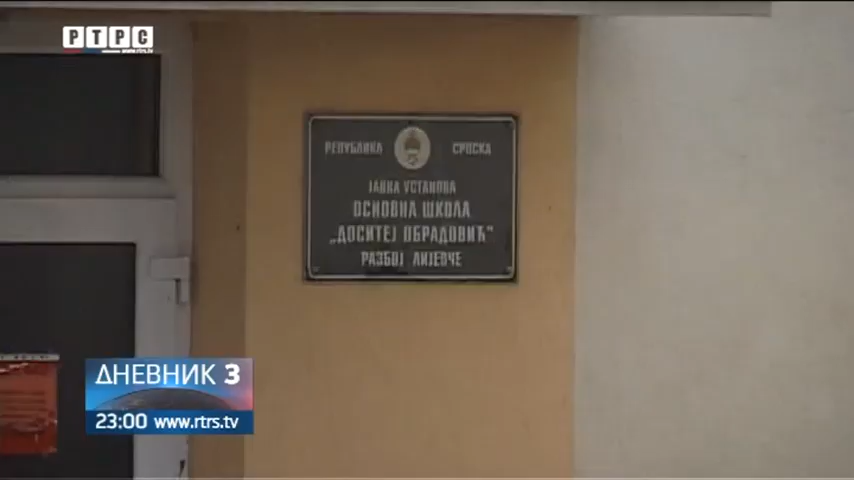 РТРС
www.rtrs.tv
РЕПУБЛИКА СРПСКА
ЈАВНА УСТАНОВА
ОСНОВНА ШКОЛА
„ДОСИТЕЈ ОБРАДОВИЋ"
РАЗБОЈ ЛИЈЕВЧЕ
ДНЕВНИК 3
23:00 www.rtrs.tv